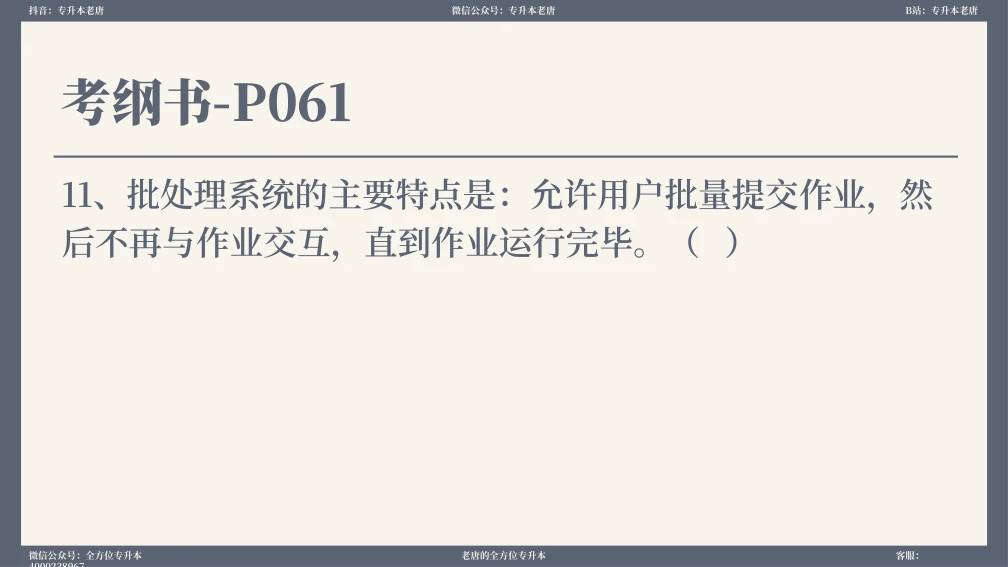 抖音：专升本老唐
微信公众号：专升本老唐
B站：专升本老唐
考纲书-P061
11、批处理系统的主要特点是：允许用户批量提交作业，然
后不再与作业交互，直到作业运行完毕。（ ）
微信公众号：全方位专升本
老唐的全方位专升本
客服：
4000238967